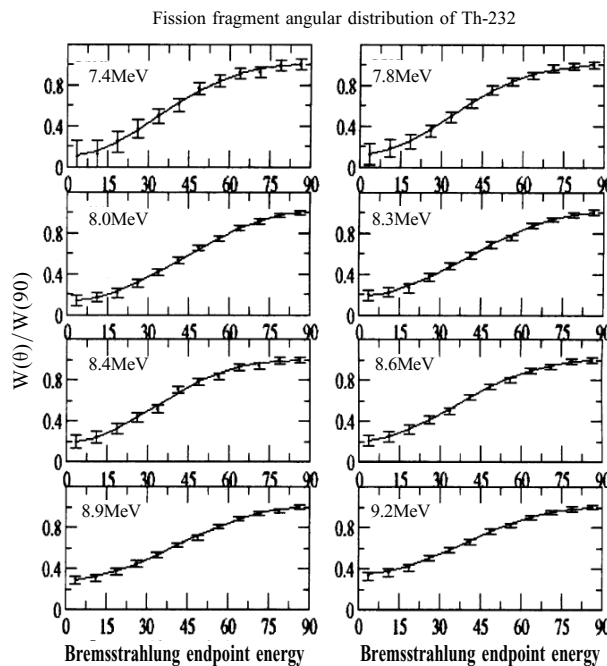 Fission fragment angular distribution of Th-232
7.4MeV 7.8MeV
0.8 0.8
0.4 0.4
0 0
0 15 30 45 60 75 90 0 15 30 45 60 75 90
8.0MeV 8.3MeV
0.8 0.8
0.4 0.4
0 0
0 15 30 45 60 75 90 0 15 30 45 60 75 90
W(θ)/W(90)
8.4MeV 8.6MeV
0.8 0.8
0.4 0.4
0 0
0 15 30 45 60 75 90 0 15 30 45 60 75 90
8.9MeV 9.2MeV
0.8 0.8
0.4 0.4
0 0
0 15 30 45 60 75 90 0 15 30 45 60 75 90
Bremsstrahlung endpoint energy Bremsstrahlung endpoint energy